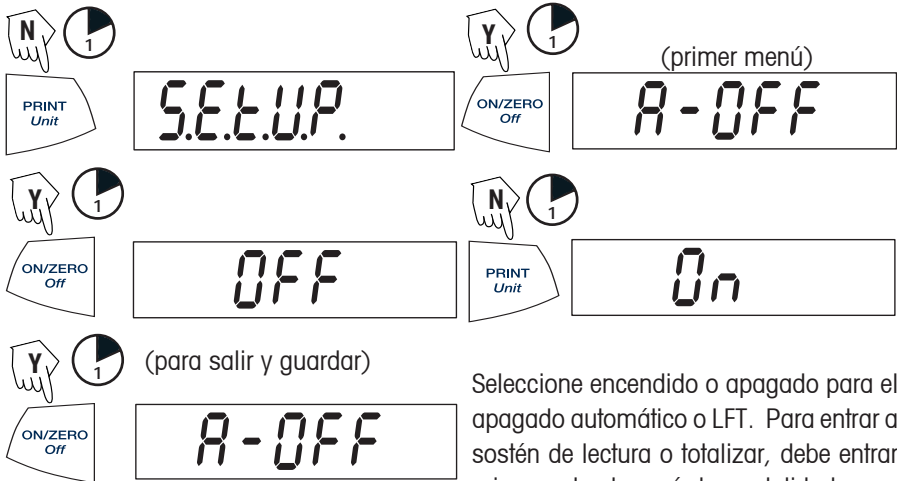 N
1
PRINT
Unit
S.E.t.U.P.
Y
1
(primer menú)
ON/ZERO
Off
A-OFF
Y
1
ON/ZERO
Off
OFF
N
1
PRINT
Unit
On
Y
1
(para salir y guardar)
ON/ZERO
Off
A-OFF
Seleccione encendido o apagado para el
apagado automático o LFT. Para entrar a
sostén de lectura o totalizar, debe entrar